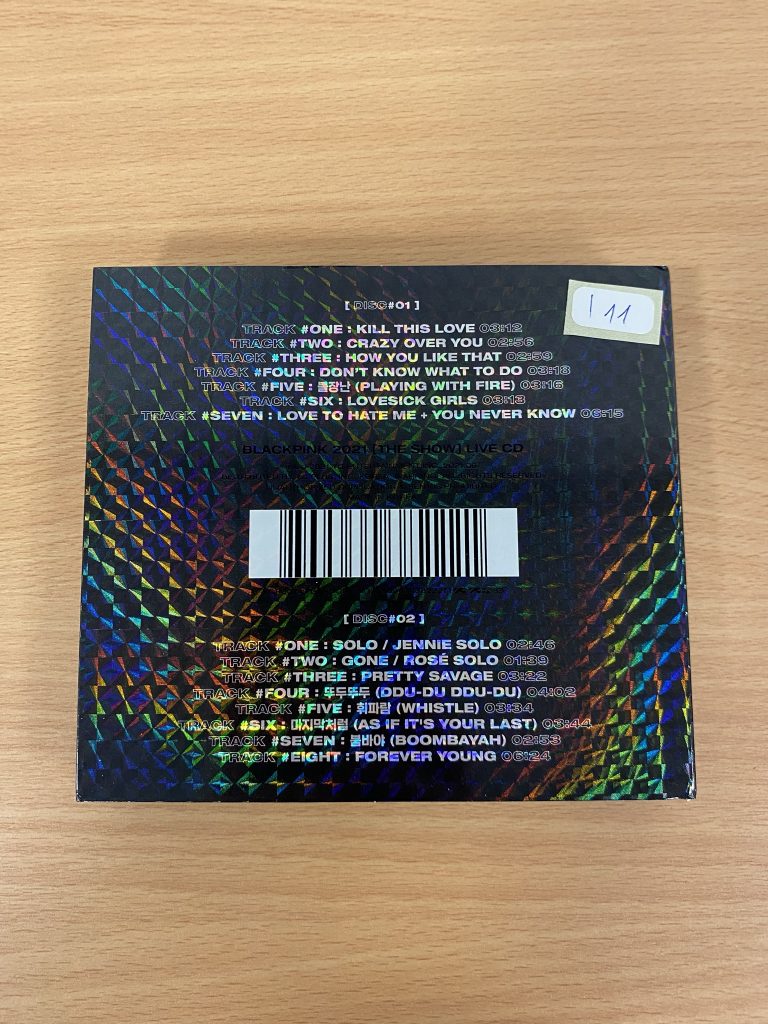 [ DISC#01 ]
TRACK #ONE : KILL THIS LOVE 03:12
TRACK #TWO : CRAZY OVER YOU 02:56
TRACK #THREE : HOW YOU LIKE THAT 02:59
TRACK #FOUR : DON'T KNOW WHAT TO DO 03:18
TRACK #FIVE : 불장난 (PLAYING WITH FIRE) 03:16
TRACK #SIX : LOVESICK GIRLS 03:13
TRACK #SEVEN : LOVE TO HATE ME + YOU NEVER KNOW 06:15
BLACKPINK 2021 [THE SHOW] LIVE CD
[ DISC#02 ]
TRACK #ONE : SOLO / JENNIE SOLO 02:46
TRACK #TWO : GONE / ROSÉ SOLO 01:39
TRACK #THREE : PRETTY SAVAGE 03:22
TRACK #FOUR : 뚜두뚜두 (DDU-DU DDU-DU) 04:02
TRACK #FIVE : 휘파람 (WHISTLE) 03:34
TRACK #SIX : 마지막처럼 (AS IF IT'S YOUR LAST) 03:44
TRACK #SEVEN : 붐바야 (BOOMBAYAH) 02:53
TRACK #EIGHT : FOREVER YOUNG 06:24